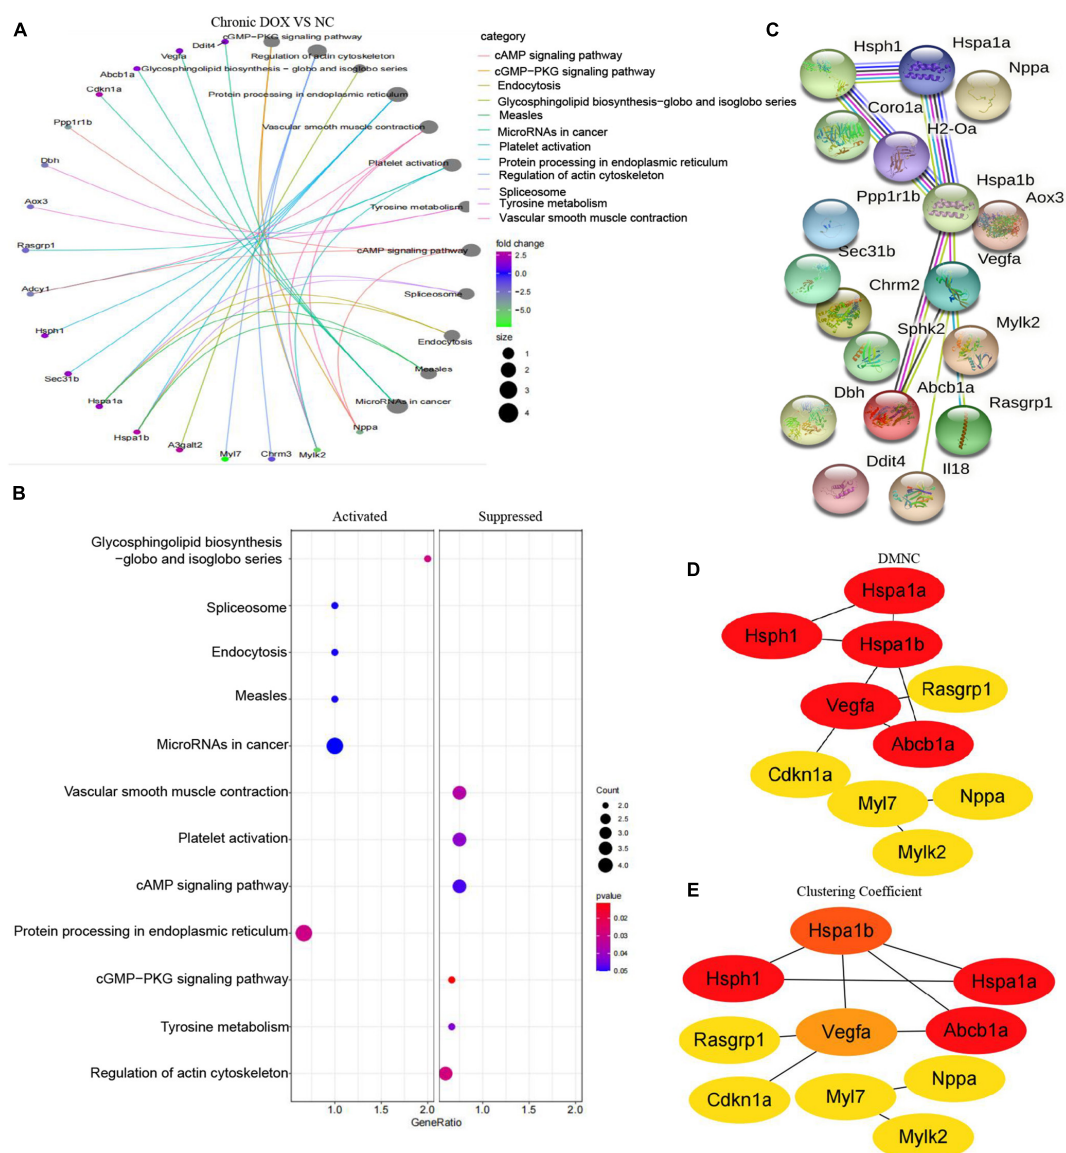 A
Chronic DOX VS NC
cGMP−PKG signaling pathway
Ddit4
Regulation of actin cytoskeleton
Vegfa
Glycosphingolipid biosynthesis − globo and isoglobo series
Abcb1a
Protein processing in endoplasmic reticulum
Cdkn1a
Vascular smooth muscle contraction
Ppp1r1b
Platelet activation
Dbh
Tyrosine metabolism
Aox3
cAMP signaling pathway
Rasgrp1
Spliceosome
Adcy1
Endocytosis
Hsph1
Measles
Sec31b
MicroRNAs in cancer
Hspa1a
Nppa
Hspa1b
A3galt2
Myl7
Chrm3
Mylk2
category
cAMP signaling pathway
cGMP−PKG signaling pathway
Endocytosis
Glycosphingolipid biosynthesis−globo and isoglobo series
Measles
MicroRNAs in cancer
Platelet activation
Protein processing in endoplasmic reticulum
Regulation of actin cytoskeleton
Spliceosome
Tyrosine metabolism
Vascular smooth muscle contraction
fold change
2.5
0.0
−2.5
−5.0
size
1
2
3
4
B
Activated
Suppressed
Glycosphingolipid biosynthesis
−globo and isoglobo series
Spliceosome
Endocytosis
Measles
MicroRNAs in cancer
Vascular smooth muscle contraction
Platelet activation
cAMP signaling pathway
Protein processing in endoplasmic reticulum
cGMP−PKG signaling pathway
Tyrosine metabolism
Regulation of actin cytoskeleton
1.0 1.5 2.0 1.0 1.5 2.0
GeneRatio
Count
2.0
2.5
3.0
3.5
4.0
pvalue
0.02
0.03
0.04
0.05
C
Hsph1
Hspa1a
Nppa
Coro1a
H2-Oa
Hspa1b
Ppp1r1b
Aox3
Sec31b
Vegfa
Chrm2
Sphk2
Mylk2
Dbh
Abcb1a
Rasgrp1
Ddit4
Il18
D
DMNC
Hspa1a
Hsph1
Hspa1b
Rasgrp1
Vegfa
Abcb1a
Cdkn1a
Myl7
Nppa
Mylk2
E
Clustering Coefficient
Hspa1b
Hsph1
Hspa1a
Rasgrp1
Vegfa
Abcb1a
Cdkn1a
Myl7
Nppa
Mylk2